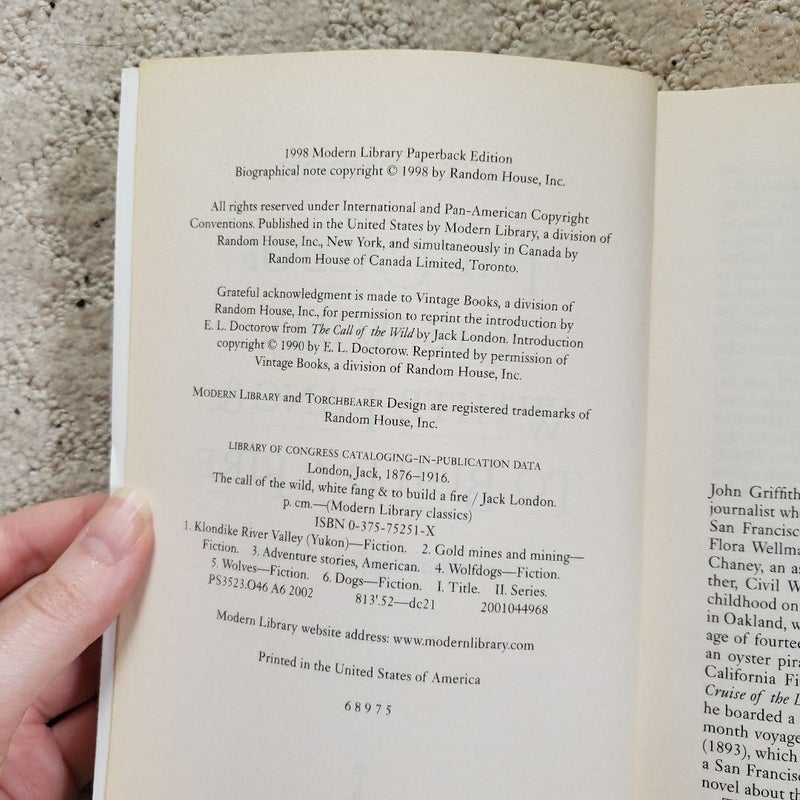 1998 Modern Library Paperback Edition
Biographical note copyright © 1998 by Random House, Inc.
All rights reserved under International and Pan-American Copyright
Conventions. Published in the United States by Modern Library, a division of
Random House, Inc., New York, and simultaneously in Canada by
Random House of Canada Limited, Toronto.
Grateful acknowledgment is made to Vintage Books, a division of
Random House, Inc., for permission to reprint the introduction by
E. L. Doctorow from The Call of the Wild by Jack London. Introduction
copyright © 1990 by E. L. Doctorow. Reprinted by permission of
Vintage Books, a division of Random House, Inc.
MODERN LIBRARY and TORCHBEARER Design are registered trademarks of
Random House, Inc.
LIBRARY OF CONGRESS CATALOGING-IN-PUBLICATION DATA
London, Jack, 1876–1916.
The call of the wild, white fang & to build a fire / Jack London.
p. cm.—(Modern Library classics)
ISBN 0-375-75251-X
1. Klondike River Valley (Yukon)—Fiction. 2. Gold mines and mining—
Fiction. 3. Adventure stories, American. 4. Wolfdogs—Fiction.
5. Wolves—Fiction. 6. Dogs—Fiction. I. Title. II. Series.
PS3523.O46 A6 2002 813'.52—dc21 2001044968
Modern Library website address: www.modernlibrary.com
Printed in the United States of America
6 8 9 7 5
John Griffith
journalist wh
San Francisc
Flora Wellma
Chaney, an as
ther, Civil W
childhood on
in Oakland, w
age of fourtee
an oyster pira
California Fi
Cruise of the
he boarded a
month voyage
(1893), which
a San Francisc
novel about th